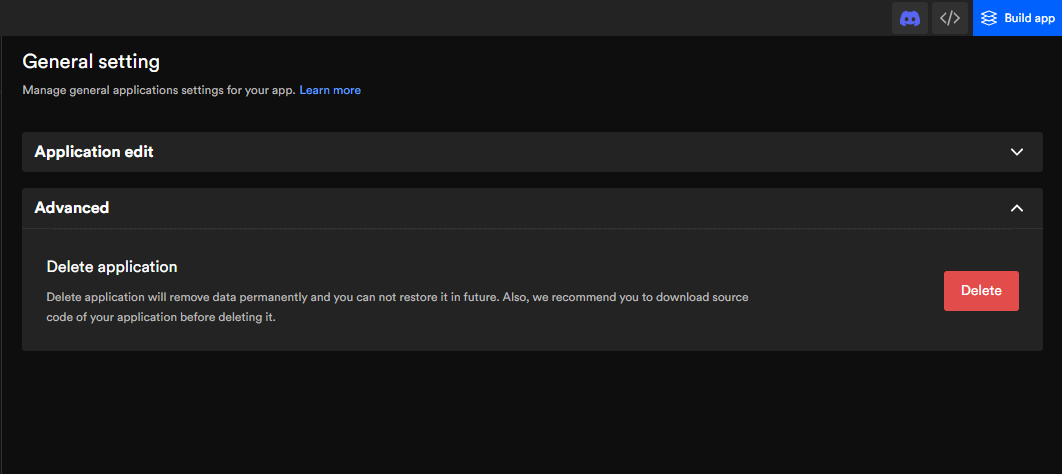 Build app
General setting
Manage general applications settings for your app. Learn more
Application edit
Advanced
Delete application
Delete application will remove data permanently and you can not restore it in future. Also, we recommend you to download source
code of your application before deleting it.
Delete